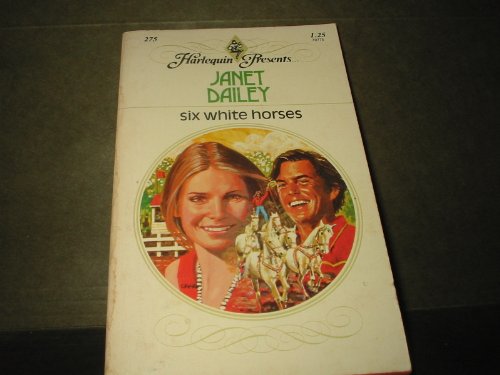 275
1.25
Harlequin Presents...
JANET
DAILEY
six white horses